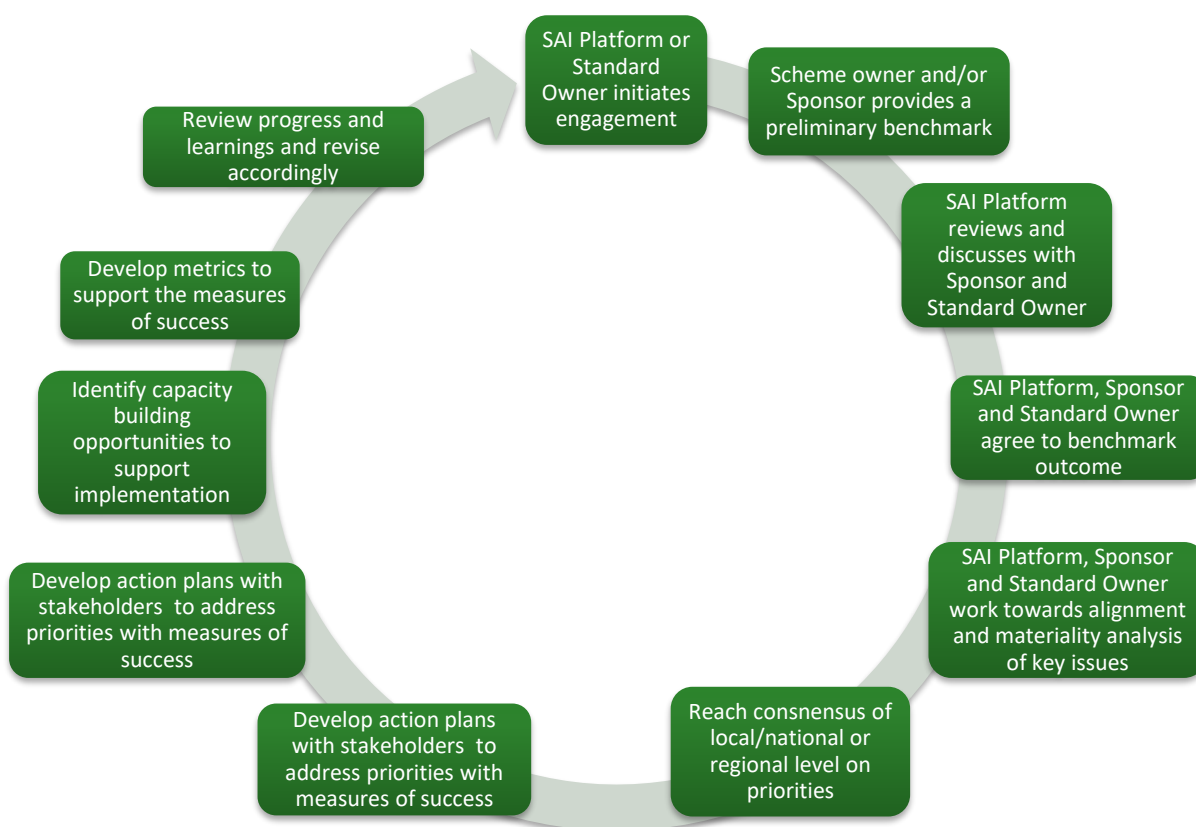 SAI Platform or
Standard
Owner initiates
engagement
Scheme owner and/or
Sponsor provides a
preliminary benchmark
SAI Platform
reviews and
discusses with
Sponsor and
Standard Owner
SAI Platform, Sponsor
and Standard Owner
agree to benchmark
outcome
SAI Platform, Sponsor
and Standard Owner
work towards alignment
and materiality analysis
of key issues
Reach consnensus of
local/national or
regional level on
priorities
Develop action plans
with stakeholders to
address priorities with
measures of success
Develop action plans with
stakeholders to address
priorities with measures of
success
Identify capacity
building
opportunities to
support
implementation
Develop metrics to
support the measures
of success
Review progress and
learnings and revise
accordingly